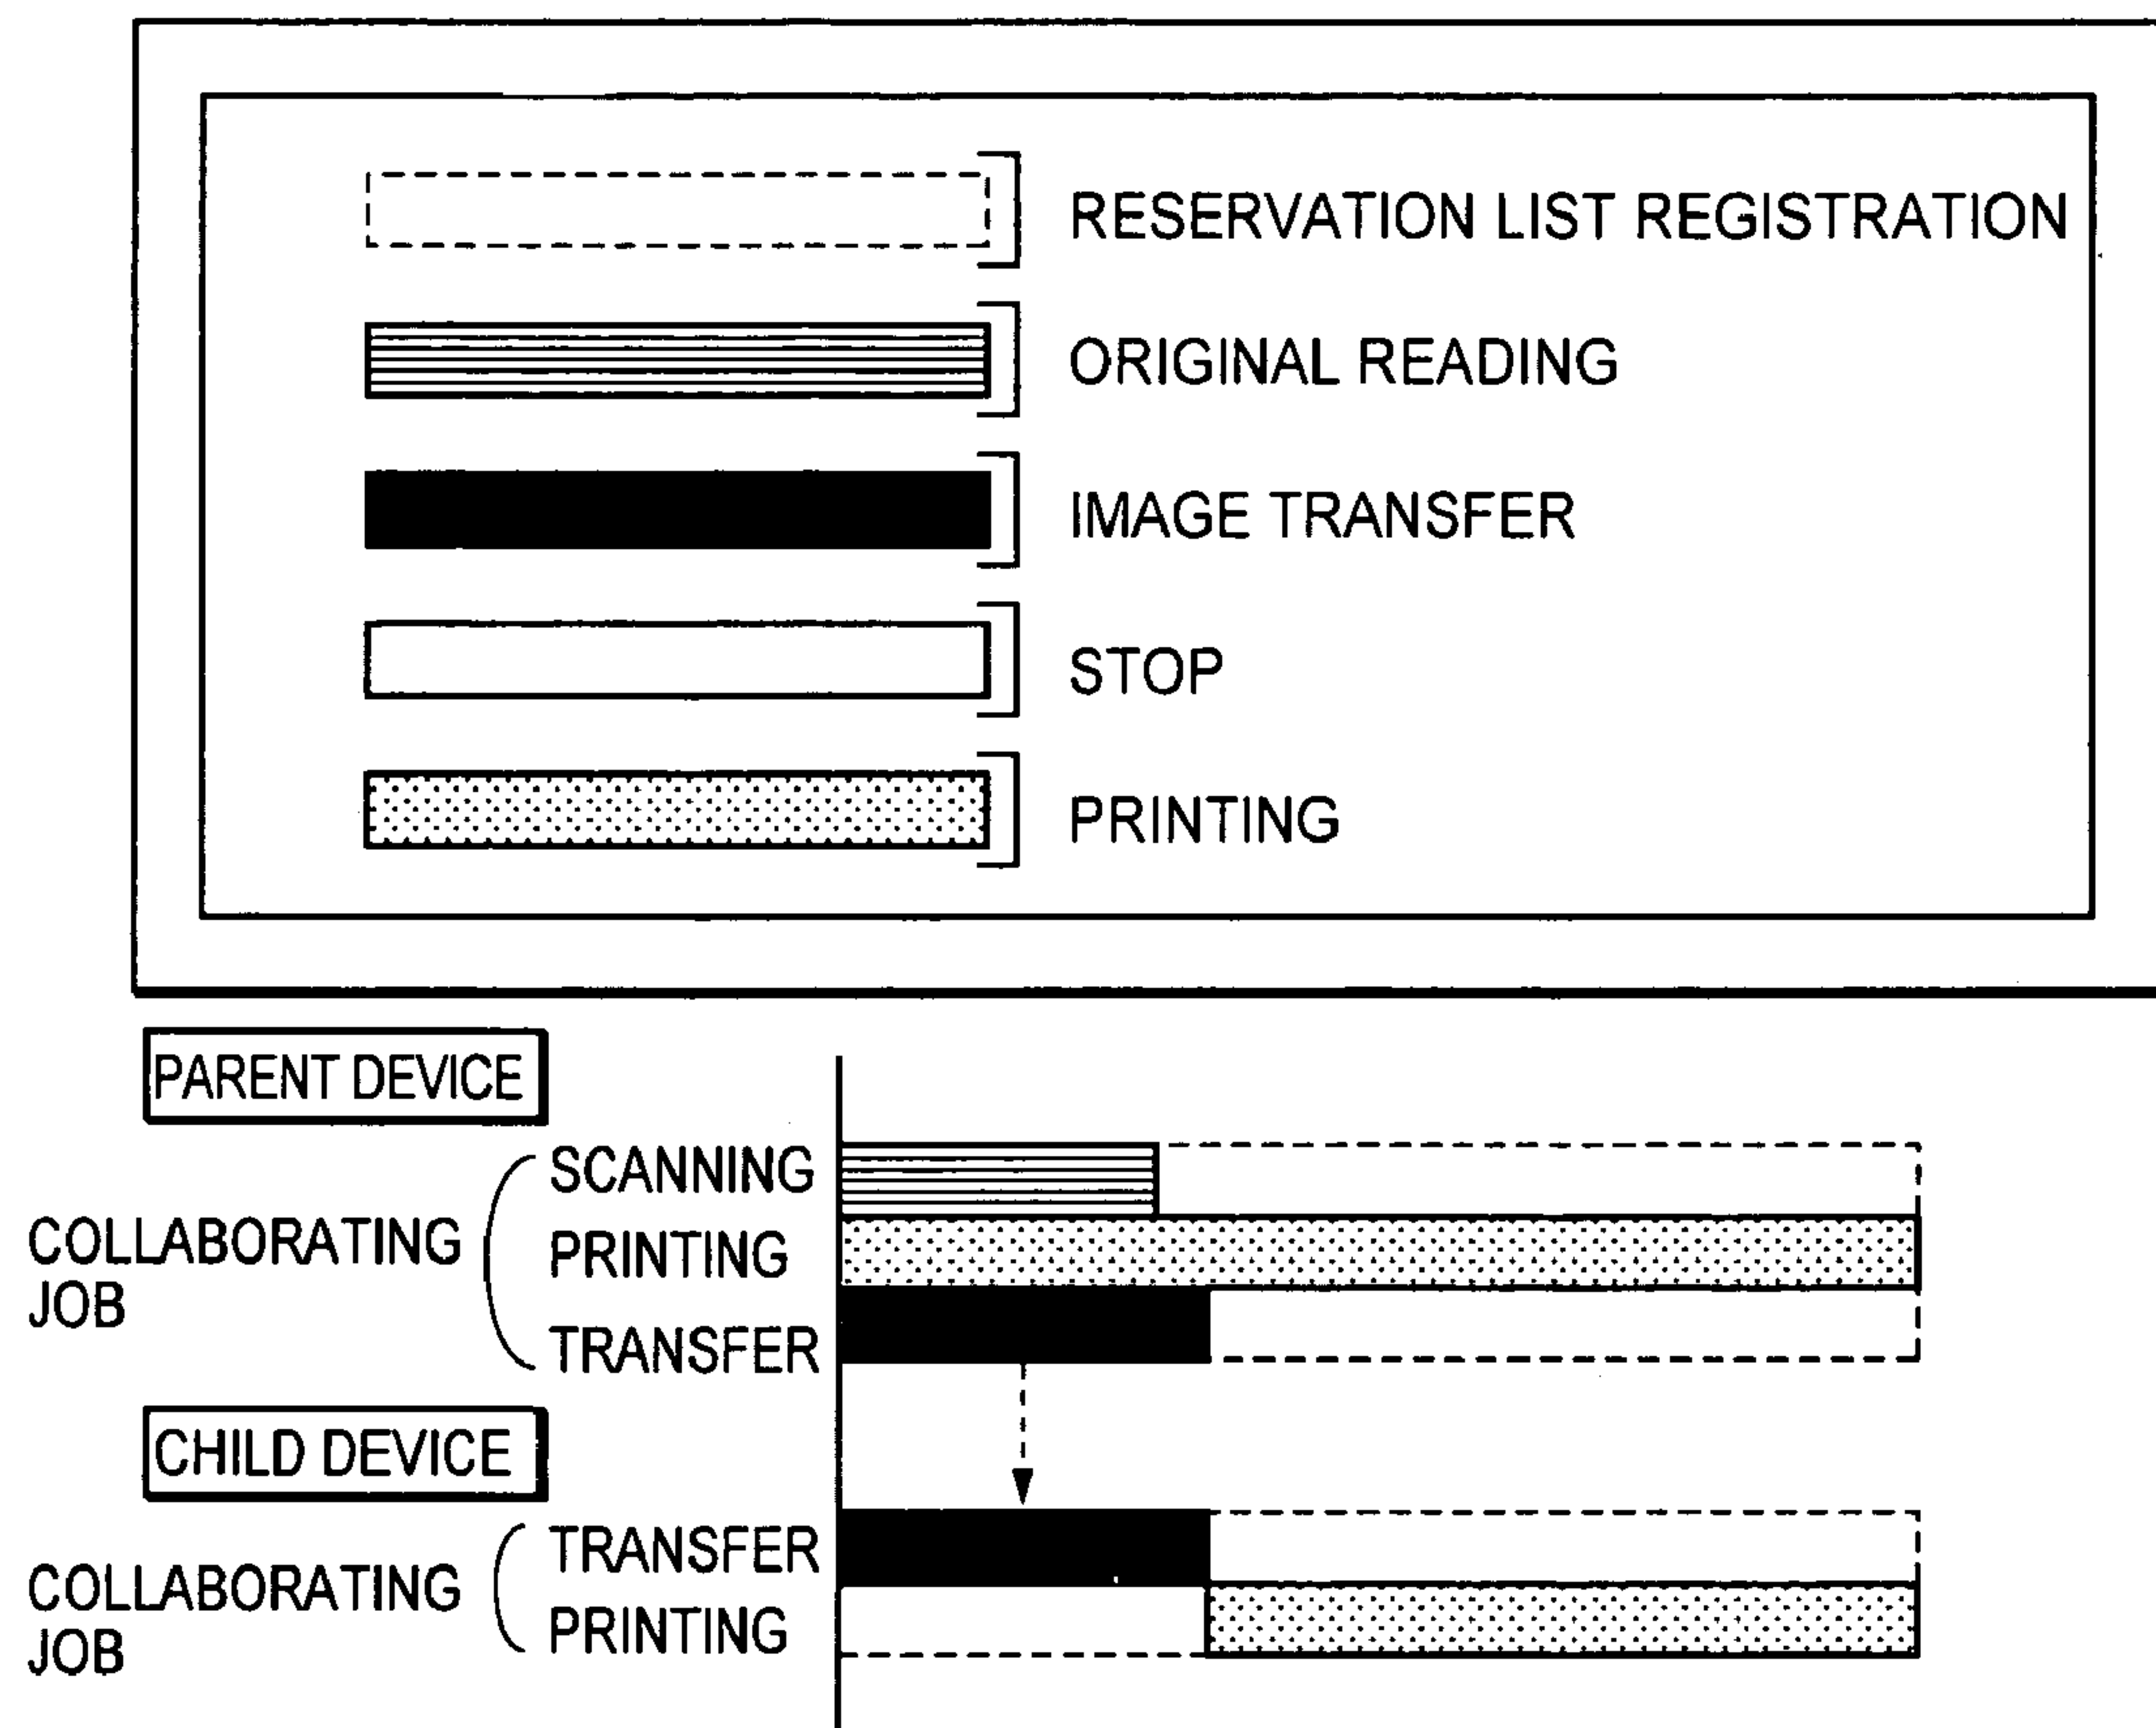 RESERVATION LIST REGISTRATION
ORIGINAL READING
IMAGE TRANSFER
STOP
PRINTING
PARENT DEVICE
COLLABORATING
JOB
SCANNING
PRINTING
TRANSFER
CHILD DEVICE
COLLABORATING
JOB
TRANSFER
PRINTING